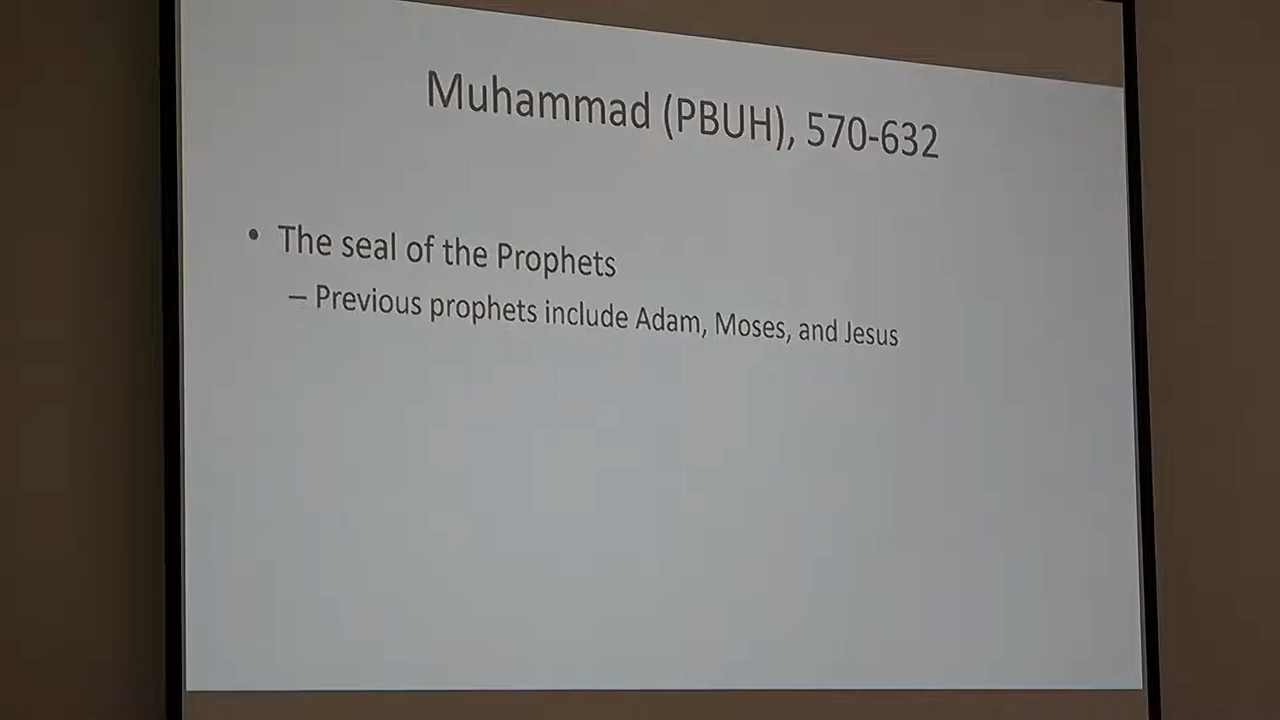 Muhammad (PBUH), 570-632
• The seal of the Prophets
– Previous prophets include Adam, Moses, and Jesus